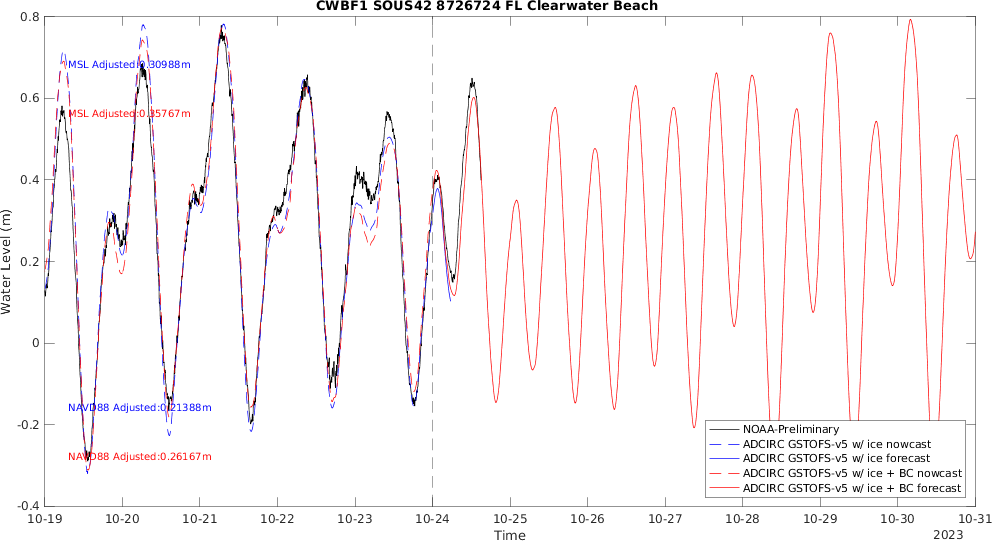 CWBF1 SOUS42 8726724 FL Clearwater Beach
Water Level (m)
0.8
0.6
0.4
0.2
0
-0.2
-0.4
MSL Adjusted:0.30988m
MSL Adjusted:0.35767m
NAVD88 Adjusted:0.21388m
NAVD88 Adjusted:0.26167m
NOAA-Preliminary
ADCIRC GSTOFS-v5 w/ ice nowcast
ADCIRC GSTOFS-v5 w/ ice forecast
ADCIRC GSTOFS-v5 w/ ice + BC nowcast
ADCIRC GSTOFS-v5 w/ ice + BC forecast
10-19 10-20 10-21 10-22 10-23 10-24 10-25 10-26 10-27 10-28 10-29 10-30 10-31
Time
2023